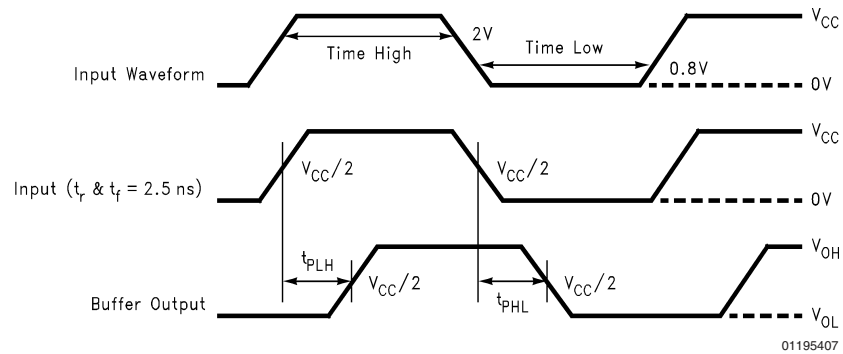 V_CC
2V
Time High
Time Low
Input Waveform
0.8V
0V
V_CC
V_CC/2
V_CC/2
Input (t_r & t_f = 2.5 ns)
0V
V_OH
t_PLH
V_CC/2
V_CC/2
Buffer Output
t_PHL
V_OL
01195407